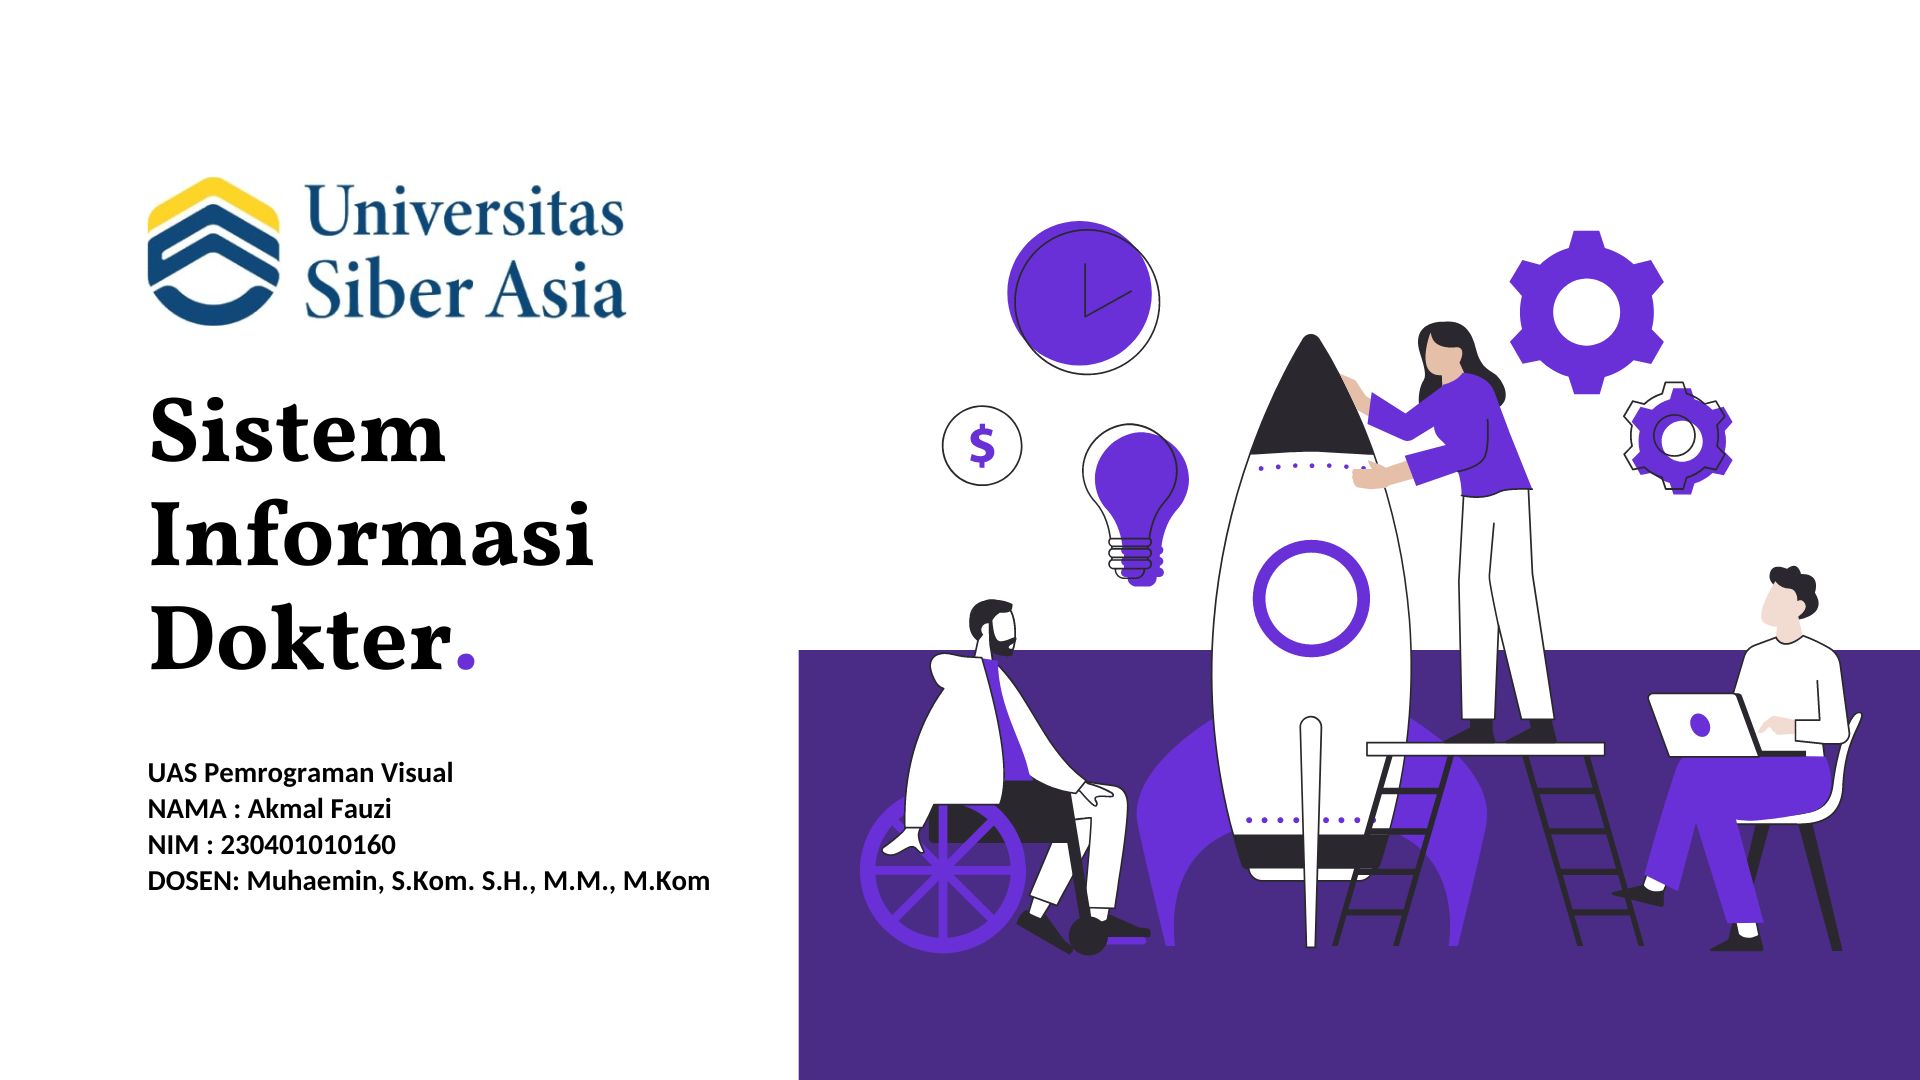 Universitas
Siber Asia
Sistem
Informasi
Dokter.
UAS Pemrograman Visual
NAMA : Akmal Fauzi
NIM : 230401010160
DOSEN: Muhaemin, S.Kom. S.H., M.M., M.Kom
$